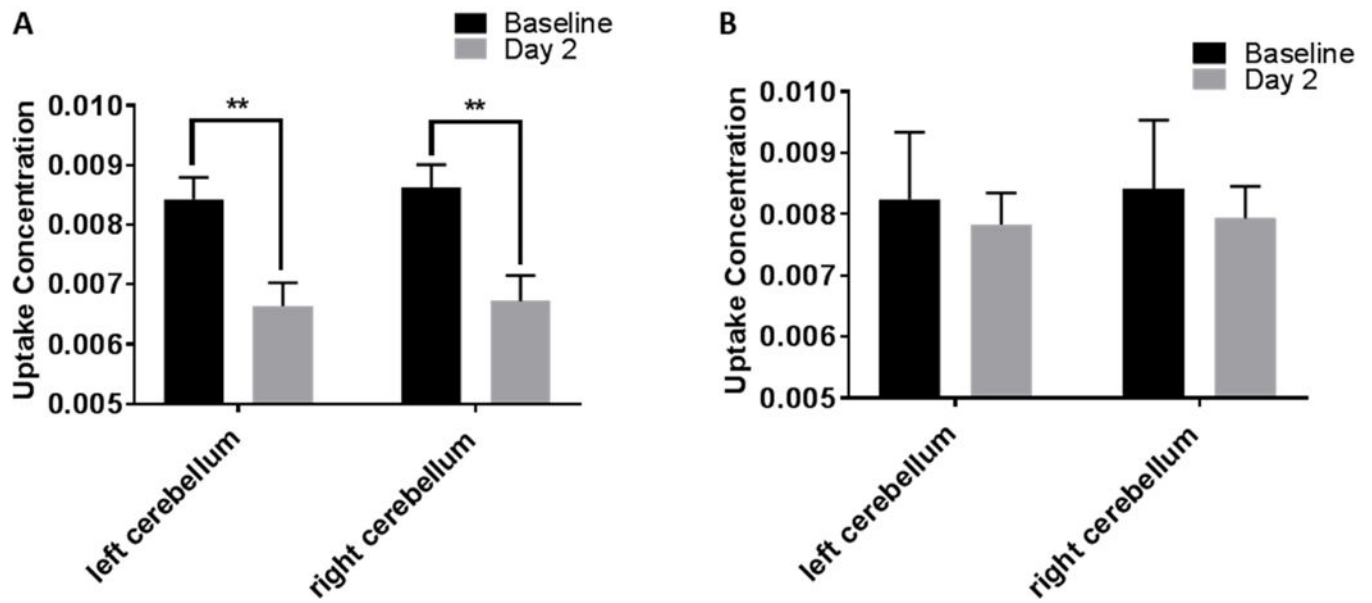 A
Baseline
Day 2
Uptake Concentration
0.010
0.009
0.008
0.007
0.006
0.005
**
**
left cerebellum
right cerebellum
B
Baseline
Day 2
Uptake Concentration
0.010
0.009
0.008
0.007
0.006
0.005
left cerebellum
right cerebellum